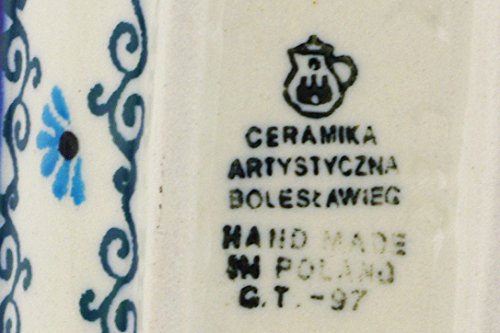 CERAMIKA
ARTYSTYCZNA
BOLESŁAWIEC
HAND MADE
IN POLAND
C.T.-97